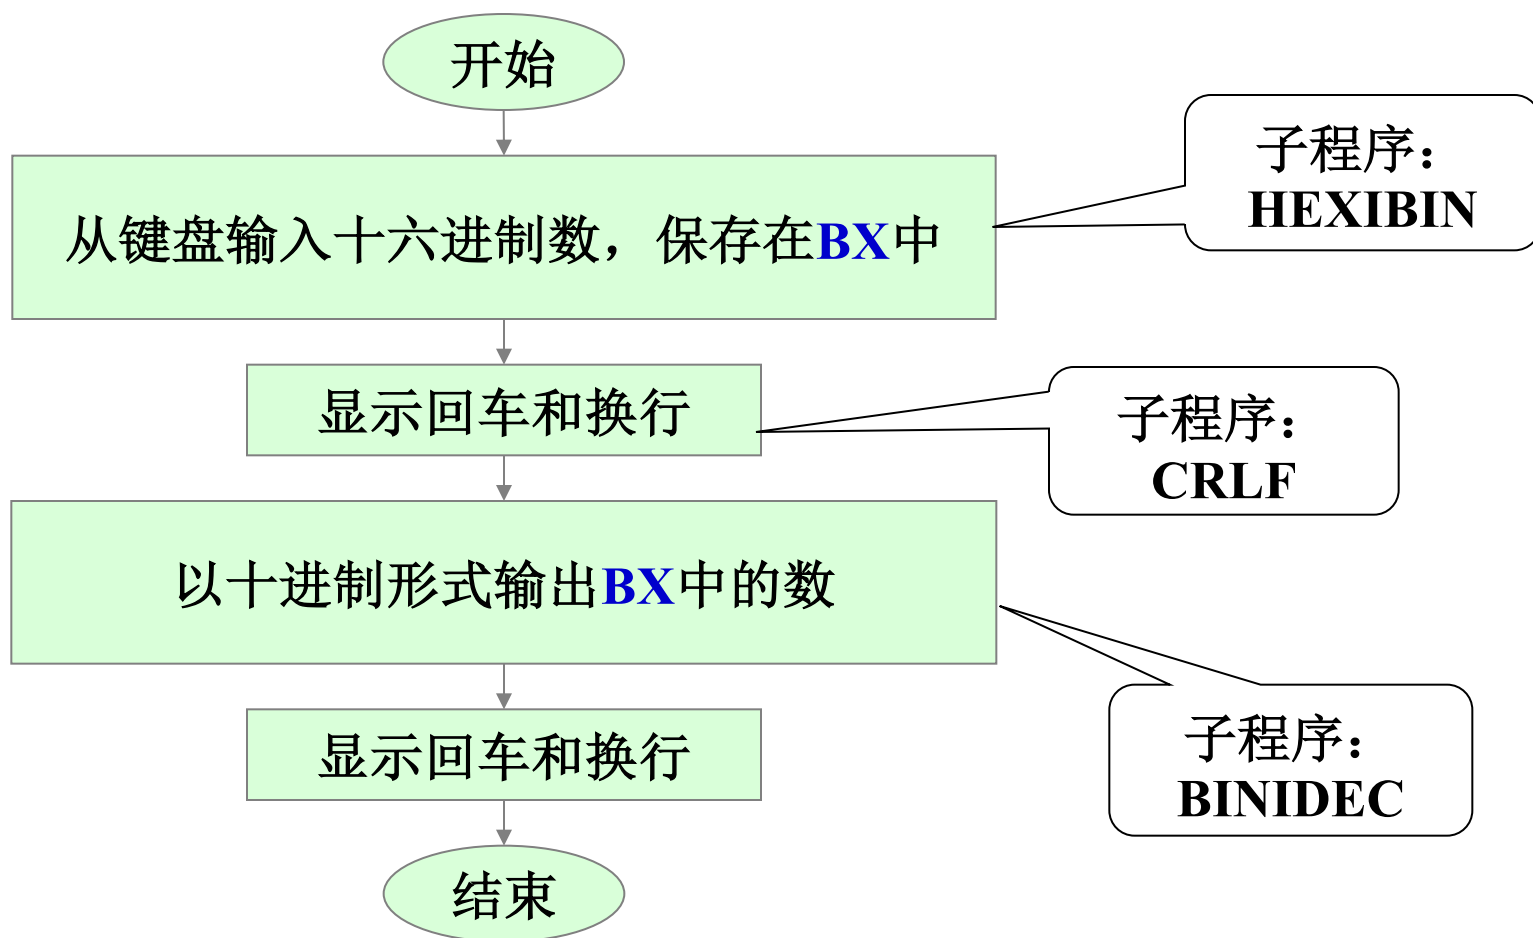 开始
从键盘输入十六进制数，保存在BX中
子程序：
HEXIBIN
显示回车和换行
子程序：
CRLF
以十进制形式输出BX中的数
子程序：
BINIDEC
显示回车和换行
结束